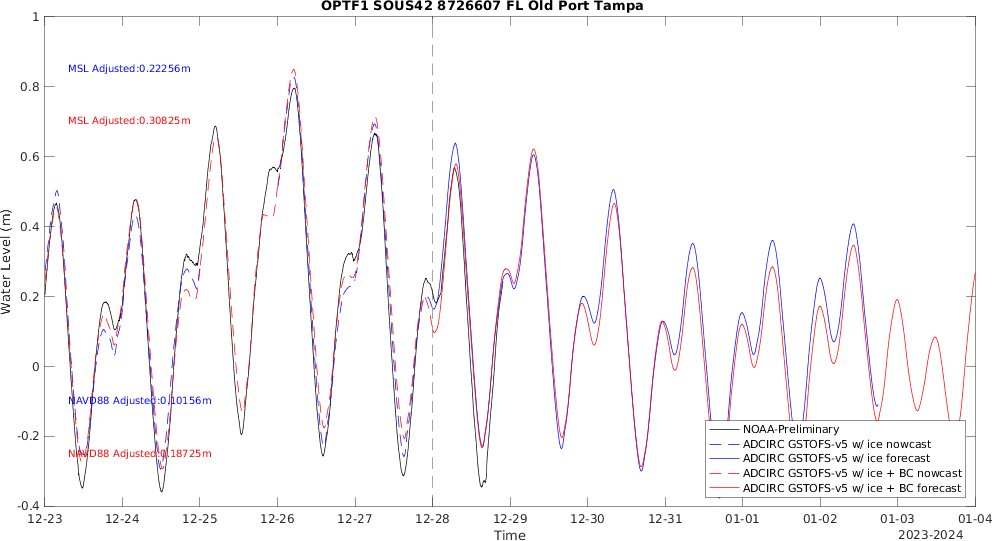 OPTF1 SOUS42 8726607 FL Old Port Tampa
1
0.8
0.6
0.4
0.2
0
-0.2
-0.4
Water Level (m)
MSL Adjusted:0.22256m
MSL Adjusted:0.30825m
NAVD88 Adjusted:0.10156m
NAVD88 Adjusted:0.18725m
NOAA-Preliminary
ADCIRC GSTOFS-v5 w/ ice nowcast
ADCIRC GSTOFS-v5 w/ ice forecast
ADCIRC GSTOFS-v5 w/ ice + BC nowcast
ADCIRC GSTOFS-v5 w/ ice + BC forecast
12-23 12-24 12-25 12-26 12-27 12-28 12-29 12-30 12-31 01-01 01-02 01-03 01-04
Time
2023-2024